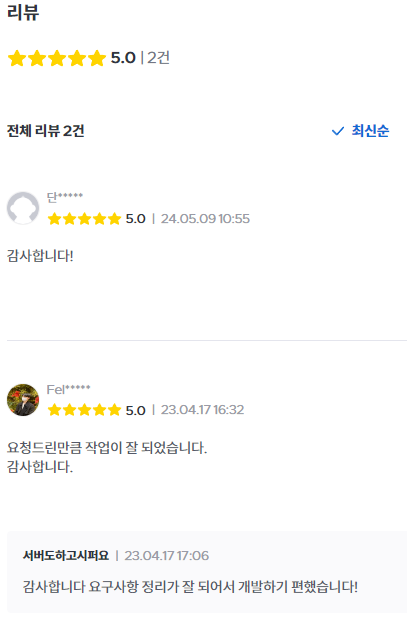 리뷰
5.0 | 2건
전체 리뷰 2건
최신순
단*****
5.0 | 24.05.09 10:55
감사합니다!
Fel*****
5.0 | 23.04.17 16:32
요청드린만큼 작업이 잘 되었습니다.
감사합니다.
서버도하고시퍼요 | 23.04.17 17:06
감사합니다 요구사항 정리가 잘 되어서 개발하기 편했습니다!